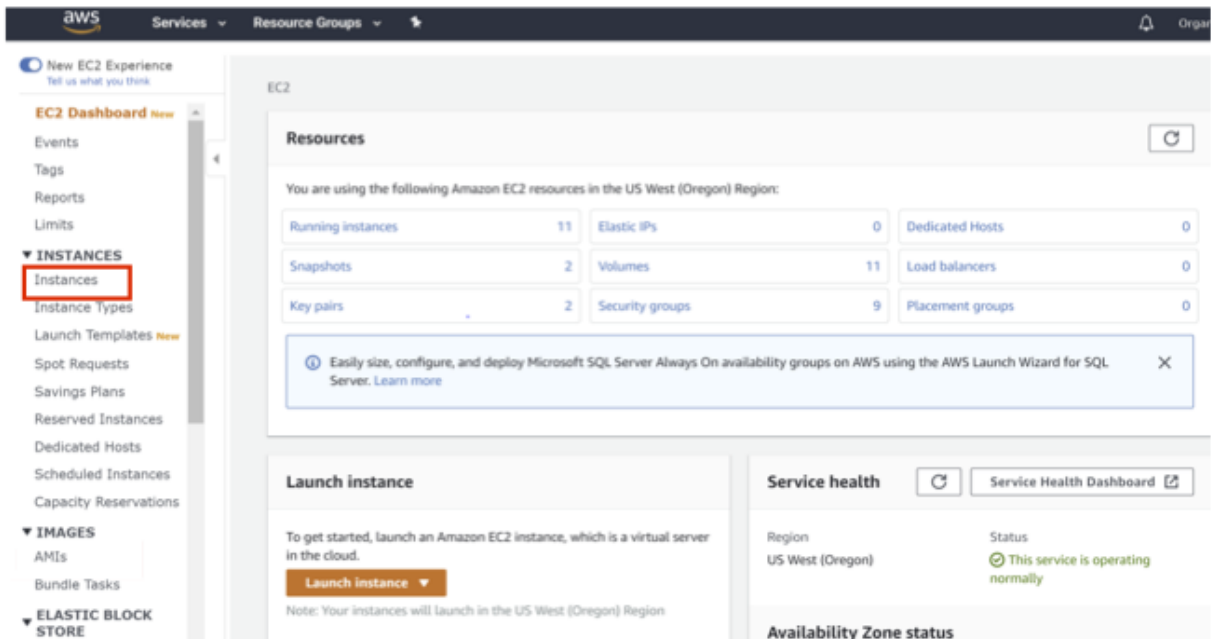 aws
Services
Resource Groups
Organ
New EC2 Experience
Tell us what you think
EC2 Dashboard New
Events
Tags
Reports
Limits
INSTANCES
Instances
Instance Types
Launch Templates New
Spot Requests
Savings Plans
Reserved Instances
Dedicated Hosts
Scheduled Instances
Capacity Reservations
IMAGES
AMIs
Bundle Tasks
ELASTIC BLOCK
STORE
EC2
Resources
You are using the following Amazon EC2 resources in the US West (Oregon) Region:
Running instances 11 Elastic IPs 0 Dedicated Hosts 0
Snapshots 2 Volumes 11 Load balancers 0
Key pairs 2 Security groups 9 Placement groups 0
Easily size, configure, and deploy Microsoft SQL Server Always On availability groups on AWS using the AWS Launch Wizard for SQL
Server. Learn more
Launch instance
To get started, launch an Amazon EC2 instance, which is a virtual server
in the cloud.
Launch instance
Note: Your instances will launch in the US West (Oregon) Region
Service health
Service Health Dashboard
Region Status
US West (Oregon) This service is operating
normally
Availability Zone status